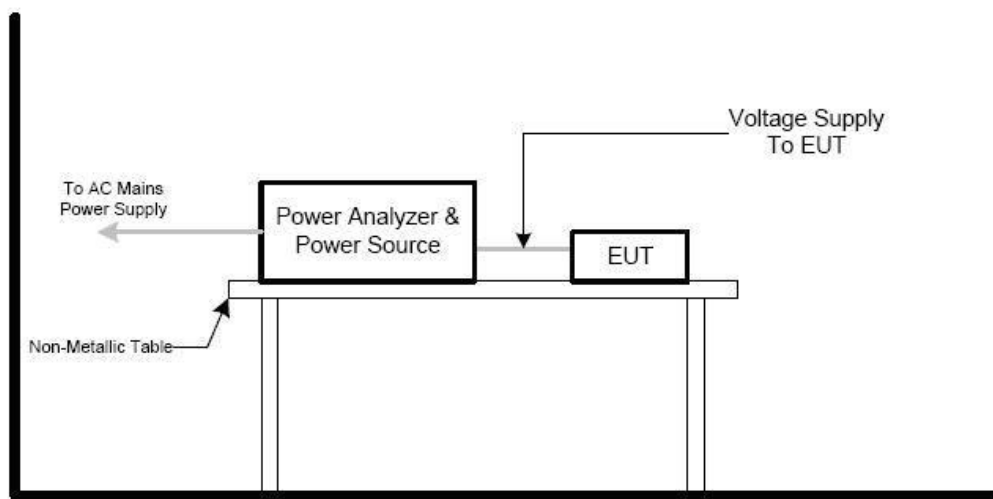 Voltage Supply
To EUT
To AC Mains
Power Supply
Power Analyzer &
Power Source
EUT
Non-Metallic Table